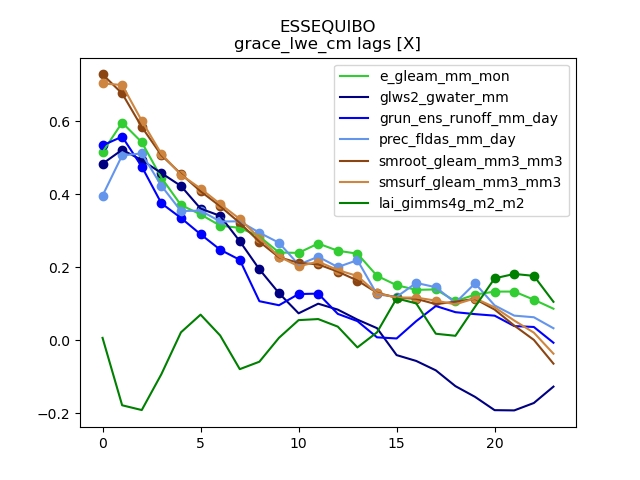 ESSEQUIBO
grace_lwe_cm lags [X]
e_gleam_mm_mon
glws2_gwater_mm
grun_ens_runoff_mm_day
prec_fldas_mm_day
smroot_gleam_mm3_mm3
smsurf_gleam_mm3_mm3
lai_gimms4g_m2_m2
0.6
0.4
0.2
0.0
−0.2
0 5 10 15 20